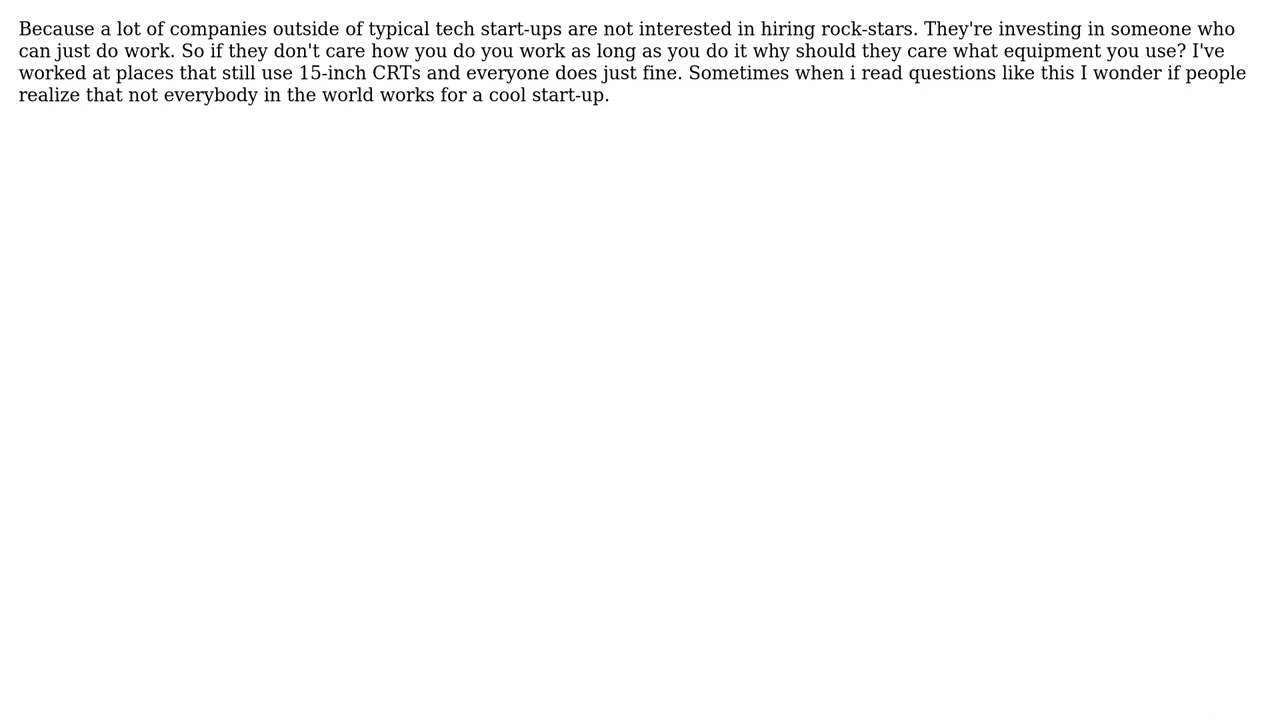 Because a lot of companies outside of typical tech start-ups are not interested in hiring rock-stars. They're investing in someone who
can just do work. So if they don't care how you do you work as long as you do it why should they care what equipment you use? I've
worked at places that still use 15-inch CRTs and everyone does just fine. Sometimes when i read questions like this I wonder if people
realize that not everybody in the world works for a cool start-up.